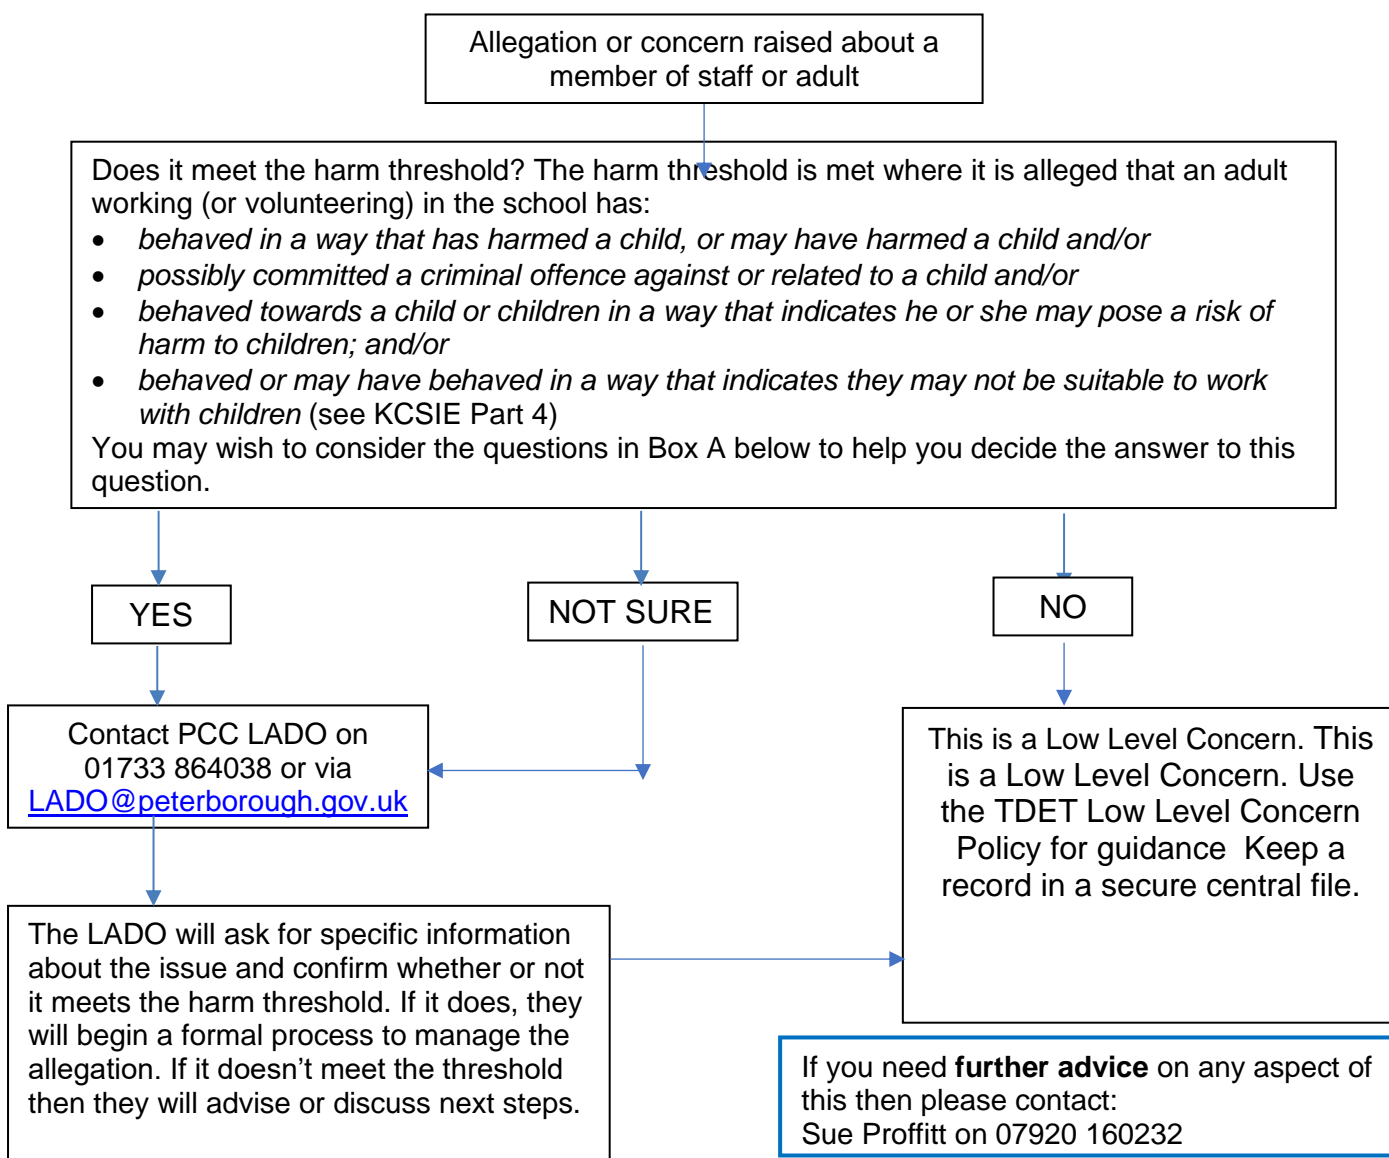 Allegation or concern raised about a
member of staff or adult
Does it meet the harm threshold? The harm threshold is met where it is alleged that an adult
working (or volunteering) in the school has:
• behaved in a way that has harmed a child, or may have harmed a child and/or
• possibly committed a criminal offence against or related to a child and/or
• behaved towards a child or children in a way that indicates he or she may pose a risk of
harm to children; and/or
• behaved or may have behaved in a way that indicates they may not be suitable to work
with children (see KCSIE Part 4)
You may wish to consider the questions in Box A below to help you decide the answer to this
question.
YES
NOT SURE
NO
Contact PCC LADO on
01733 864038 or via
LADO@peterborough.gov.uk
This is a Low Level Concern. This
is a Low Level Concern. Use
the TDET Low Level Concern
Policy for guidance  Keep a
record in a secure central file.
The LADO will ask for specific information
about the issue and confirm whether or not
it meets the harm threshold. If it does, they
will begin a formal process to manage the
allegation. If it doesn't meet the threshold
then they will advise or discuss next steps.
If you need further advice on any aspect of
this then please contact:
Sue Proffitt on 07920 160232